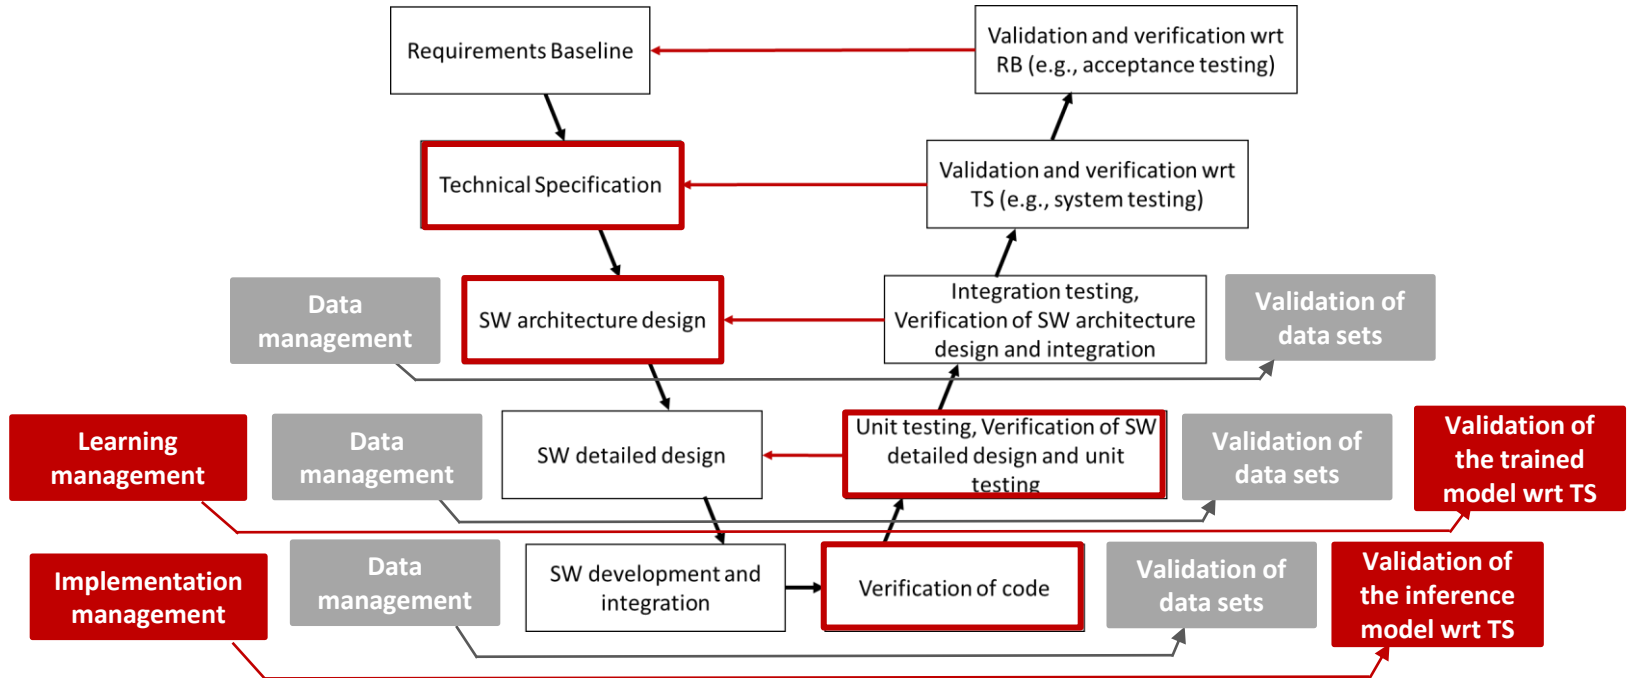 Requirements Baseline
Validation and verification wrt
RB (e.g., acceptance testing)
Technical Specification
Validation and verification wrt
TS (e.g., system testing)
Data
management
SW architecture design
Integration testing,
Verification of SW architecture
design and integration
Validation of
data sets
Learning
management
Data
management
SW detailed design
Unit testing, Verification of SW
detailed design and unit
testing
Validation of
data sets
Validation of
the trained
model wrt TS
Implementation
management
Data
management
SW development and
integration
Verification of code
Validation of
data sets
Validation of
the inference
model wrt TS